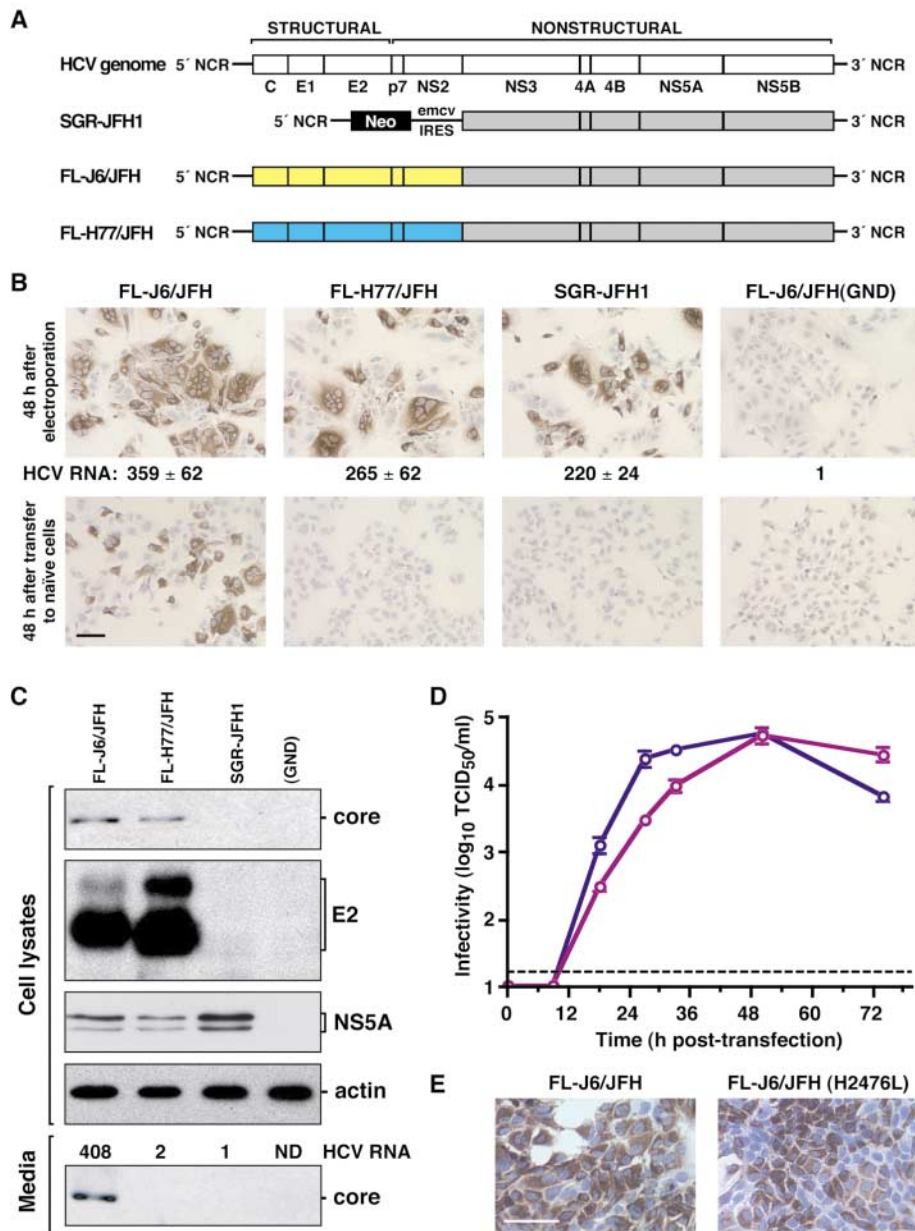 A
STRUCTURAL NONSTRUCTURAL
HCV genome 5´ NCR 3´ NCR
C E1 E2 p7 NS2 NS3 4A 4B NS5A NS5B
SGR-JFH1 5´ NCR Neo emcv IRES 3´ NCR
FL-J6/JFH 5´ NCR 3´ NCR
FL-H77/JFH 5´ NCR 3´ NCR
B
FL-J6/JFH FL-H77/JFH SGR-JFH1 FL-J6/JFH(GND)
48 h after
electroporation
HCV RNA: 359 ± 62 265 ± 62 220 ± 24 1
48 h after transfer
to naïve cells
C
FL-J6/JFH
FL-H77/JFH
SGR-JFH1
(GND)
Cell lysates
core
E2
NS5A
actin
Media
408 2 1 ND HCV RNA
core
D
Infectivity (log10 TCID50/ml)
5
4
3
2
1
0 12 24 36 48 60 72
Time (h post-transfection)
E
FL-J6/JFH FL-J6/JFH (H2476L)